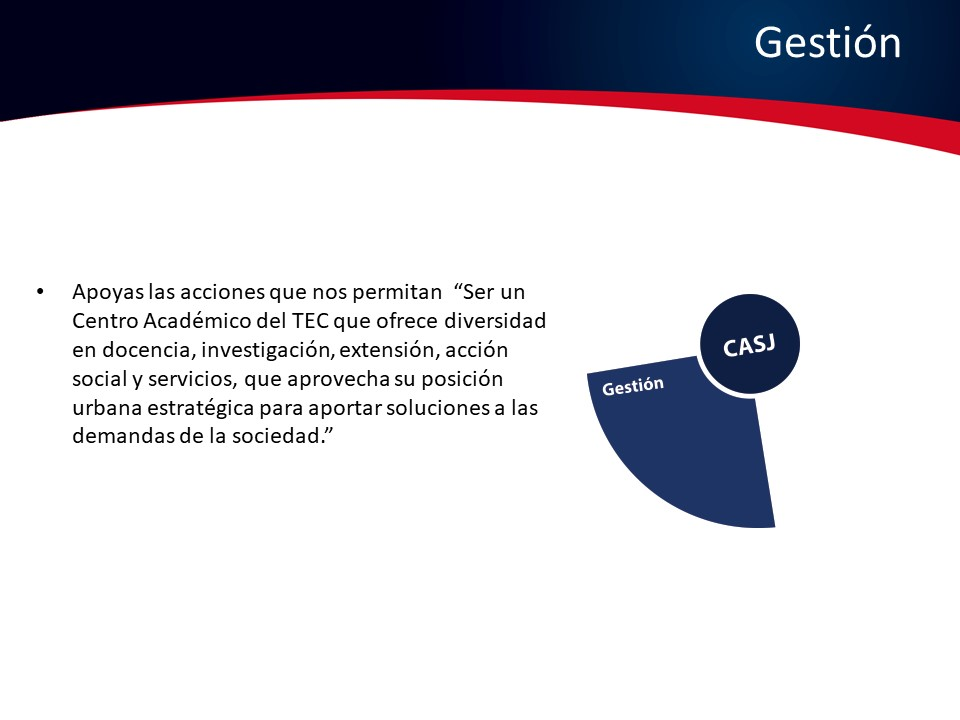 Gestión
• Apoyas las acciones que nos permitan “Ser un
Centro Académico del TEC que ofrece diversidad
en docencia, investigación, extensión, acción
social y servicios, que aprovecha su posición
urbana estratégica para aportar soluciones a las
demandas de la sociedad.”
CASJ
Gestión